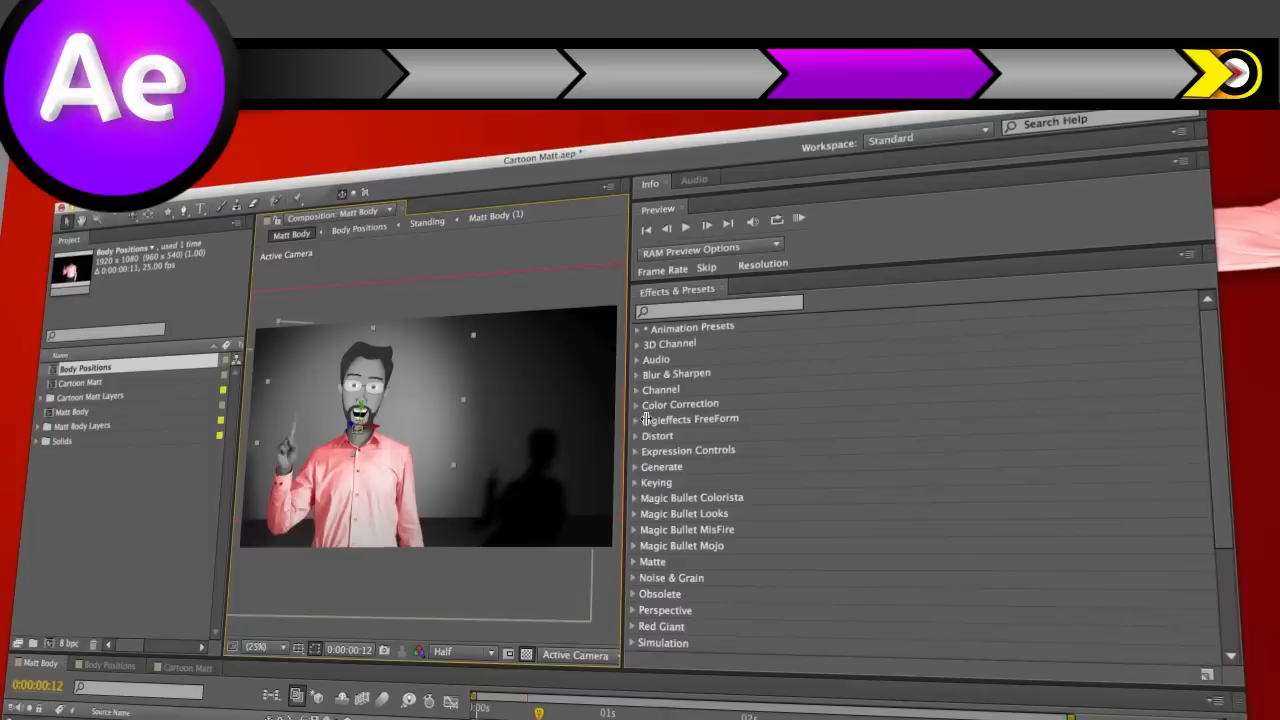 Ae
Cartoon Matt.aep *
Workspace: Standard
Search Help
Project
Body Positions ▾, used 1 time
1920 x 1080 (960 x 540) (1.00)
Δ 0:00:00:11, 25.00 fps
Name
Body Positions
Cartoon Matt
Cartoon Matt Layers
Matt Body
Matt Body Layers
Solids
8 bpc
Composition: Matt Body
Matt Body
Body Positions
Standing
Matt Body (1)
Active Camera
(25%)
0:00:00:12
Half
Active Camera
Info
Audio
Preview
RAM Preview Options
Frame Rate Skip Resolution
Effects & Presets
* Animation Presets
3D Channel
Audio
Blur & Sharpen
Channel
Color Correction
FreeForm
Distort
Expression Controls
Generate
Keying
Magic Bullet Colorista
Magic Bullet Looks
Magic Bullet MisFire
Magic Bullet Mojo
Matte
Noise & Grain
Obsolete
Perspective
Red Giant
Simulation
Matt Body
Body Positions
Cartoon Matt
0:00:00:12
Source Name
:00s
01s
02s